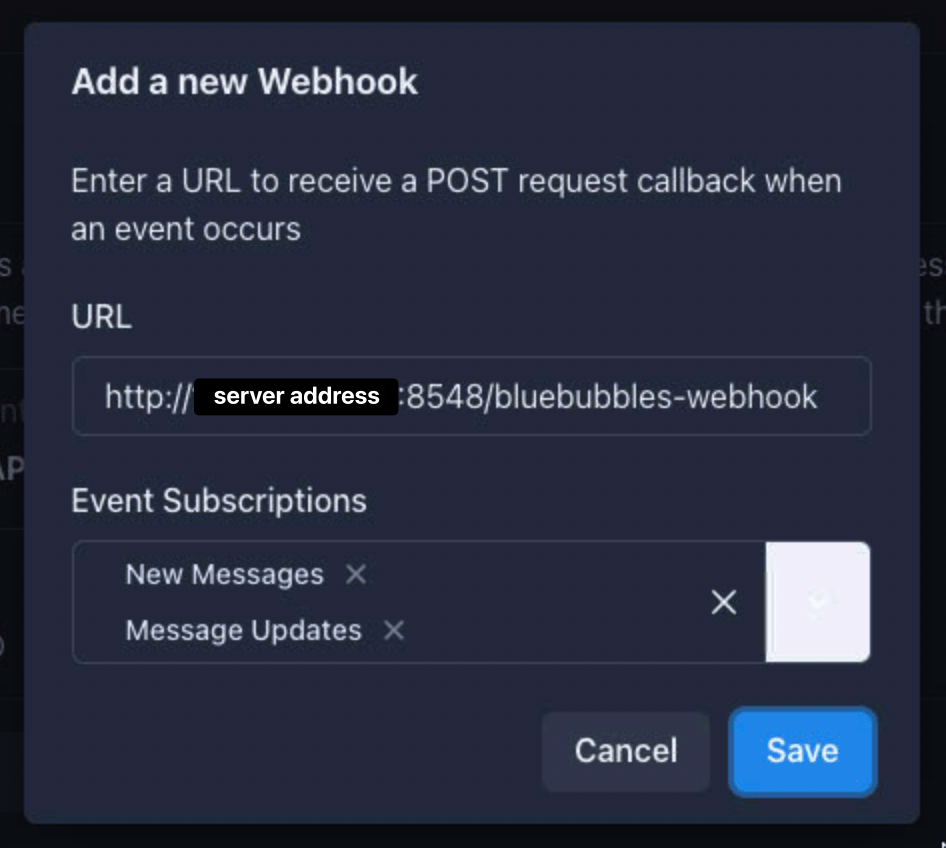 Add a new Webhook
Enter a URL to receive a POST request callback when
an event occurs
URL
http:// server address :8548/bluebubbles-webhook
Event Subscriptions
New Messages
Message Updates
Cancel
Save